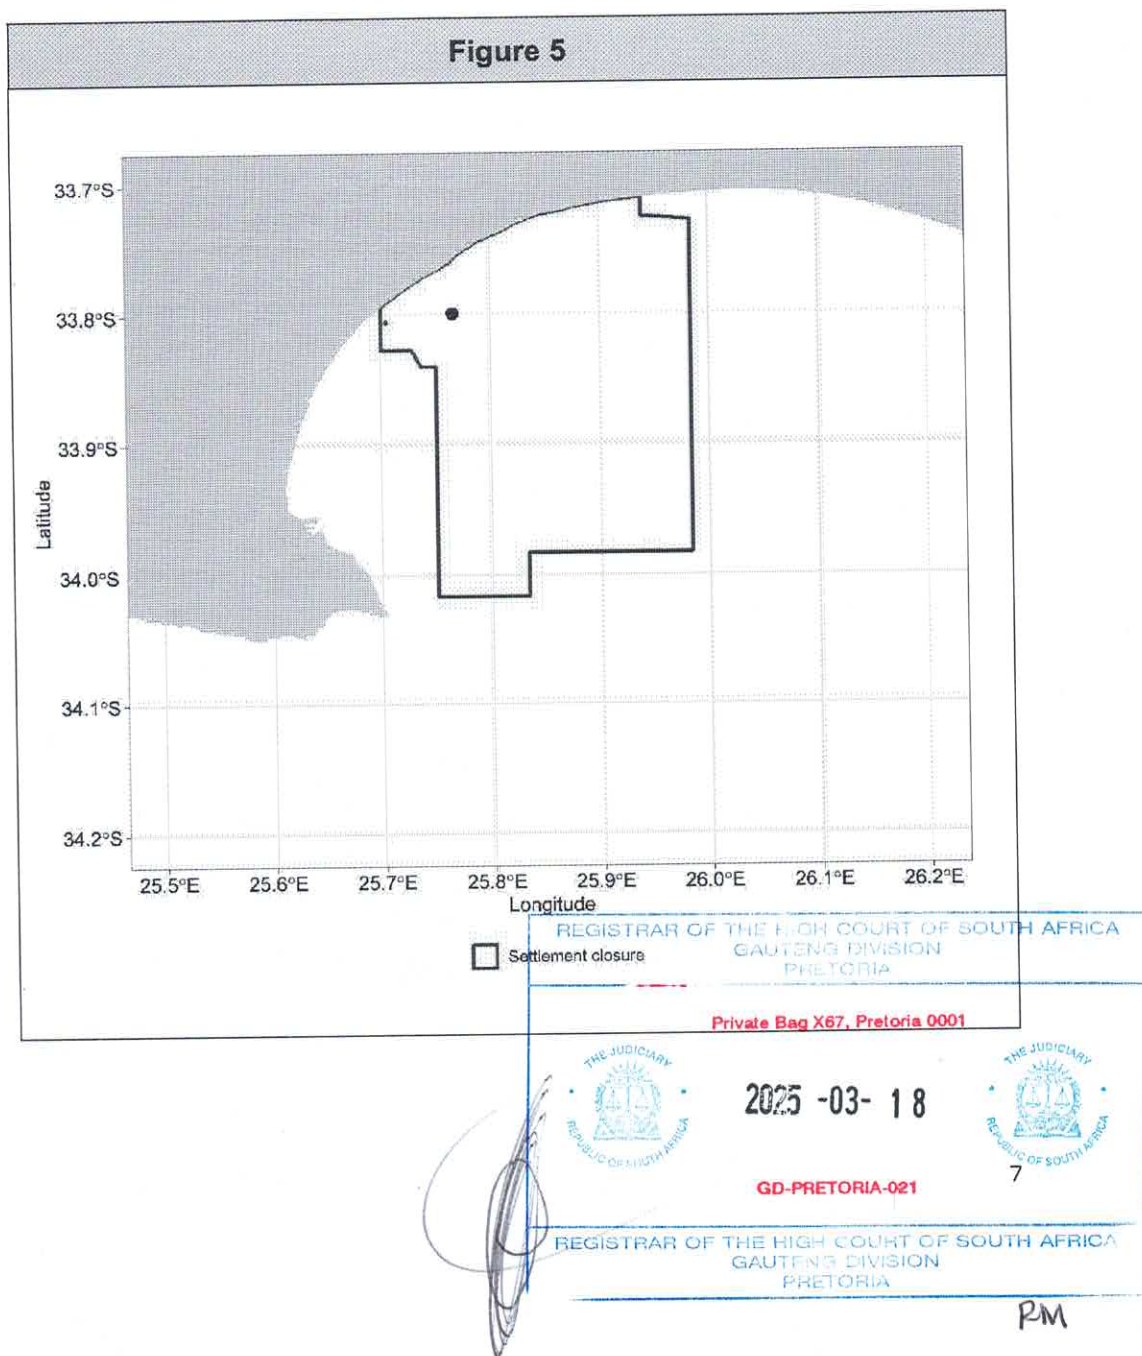 Figure 5
33.7°S
33.8°S
33.9°S
34.0°S
34.1°S
34.2°S
Latitude
25.5°E 25.6°E 25.7°E 25.8°E 25.9°E 26.0°E 26.1°E 26.2°E
Longitude
Settlement closure
REGISTRAR OF THE HIGH COURT OF SOUTH AFRICA
GAUTENG DIVISION
PRETORIA
Private Bag X67, Pretoria 0001
THE JUDICIARY
REPUBLIC OF SOUTH AFRICA
2025 -03- 18
THE JUDICIARY
REPUBLIC OF SOUTH AFRICA
7
GD-PRETORIA-021
REGISTRAR OF THE HIGH COURT OF SOUTH AFRICA
GAUTENG DIVISION
PRETORIA
RM